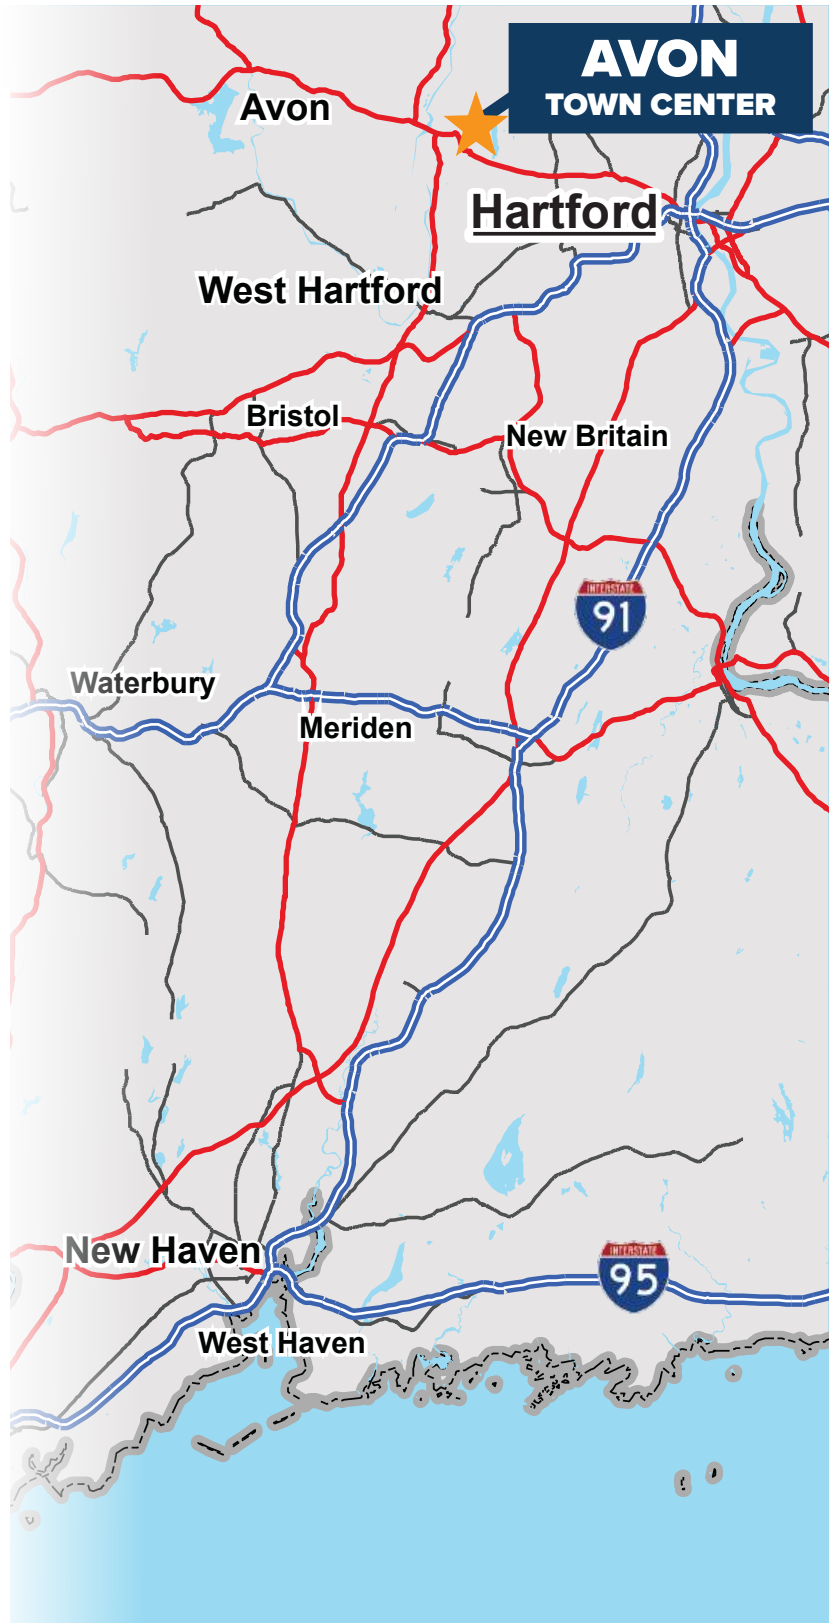 AVON
TOWN CENTER
Avon
Hartford
West Hartford
Bristol
New Britain
INTERSTATE
91
Waterbury
Meriden
New Haven
INTERSTATE
95
West Haven